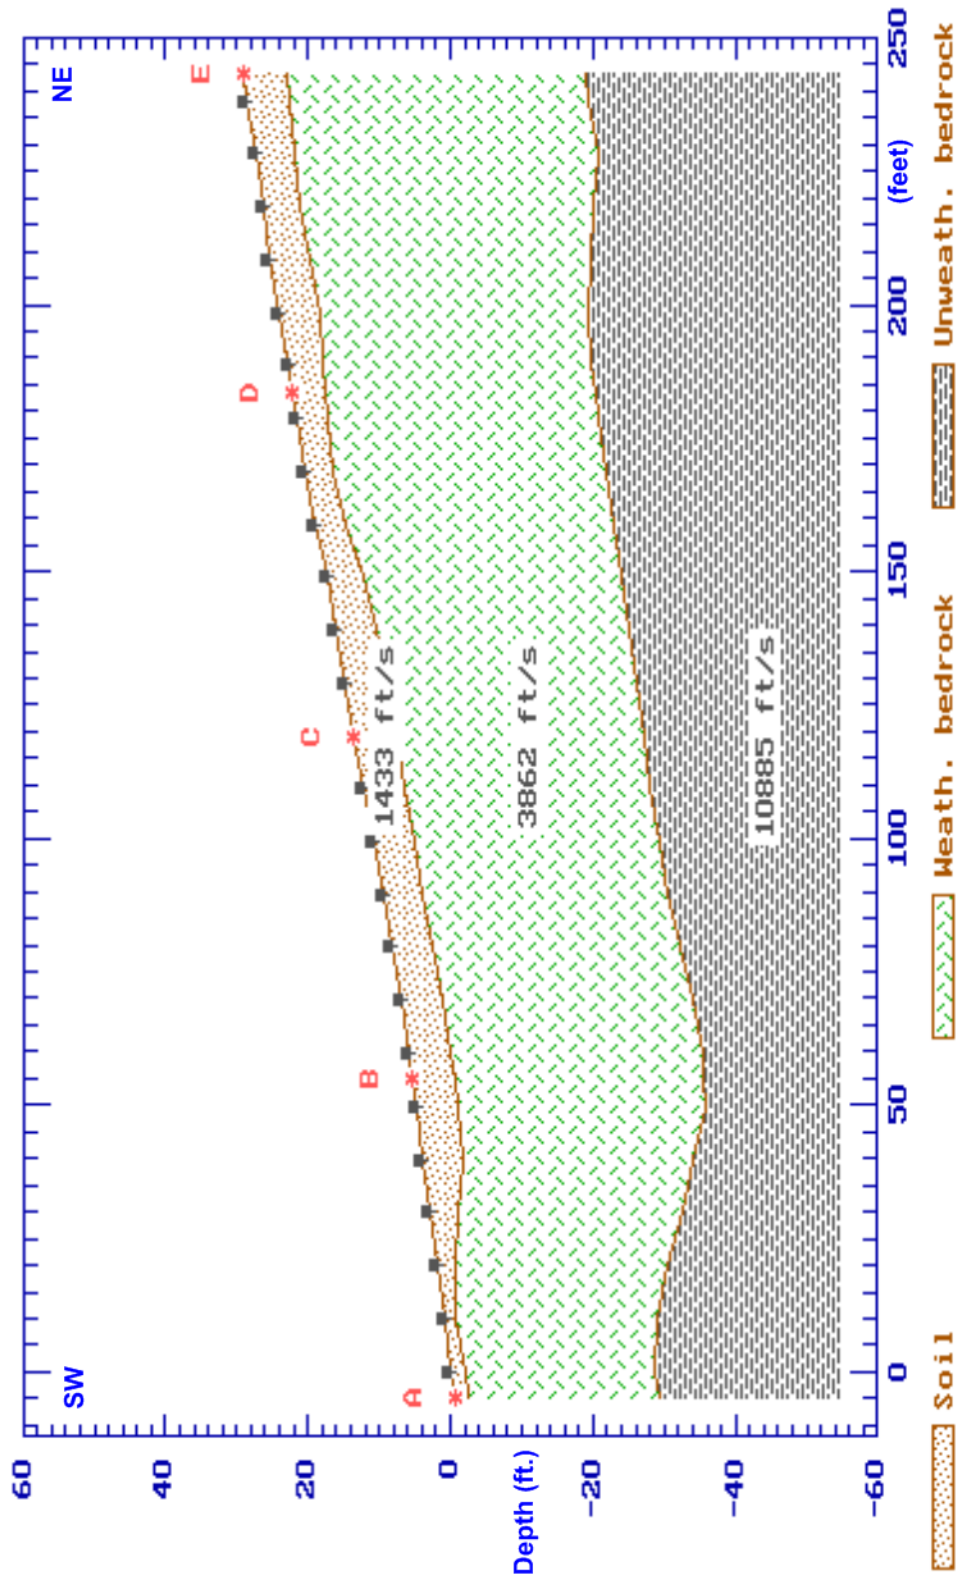 SW NE
A B C D E
60
40
20
0
-20
-40
-60
Depth (ft.)
1433 ft/s
3862 ft/s
10885 ft/s
0 50 100 150 200 250
(feet)
Soil Weath. bedrock Unweath. bedrock